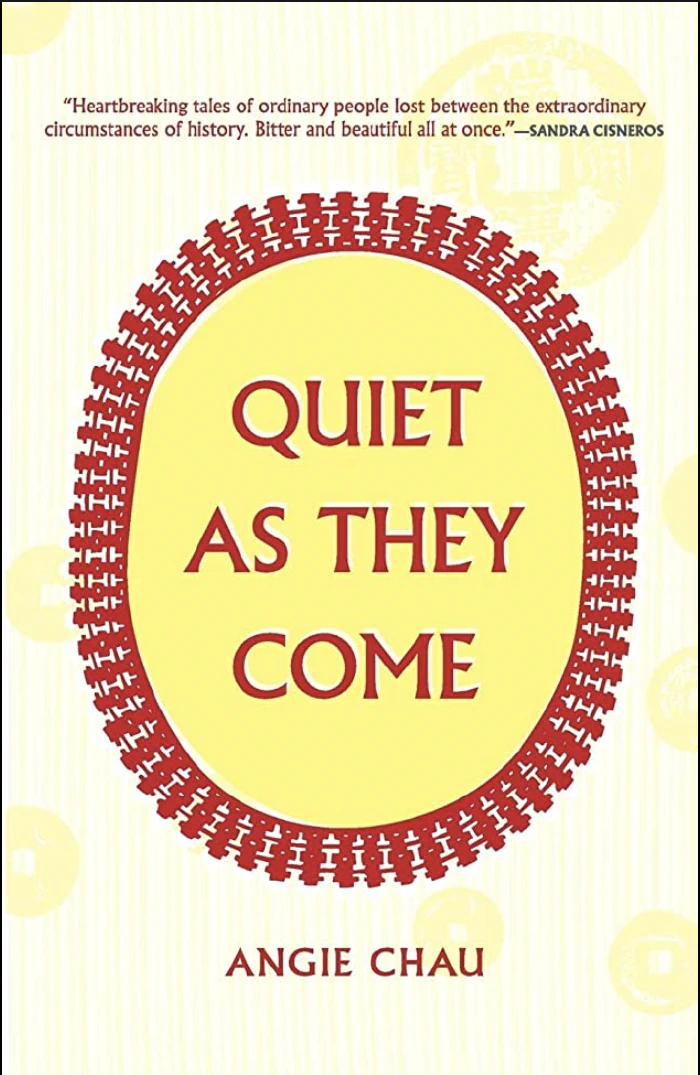 “Heartbreaking tales of ordinary people lost between the extraordinary
circumstances of history. Bitter and beautiful all at once.”—SANDRA CISNEROS
QUIET
AS THEY
COME
ANGIE CHAU